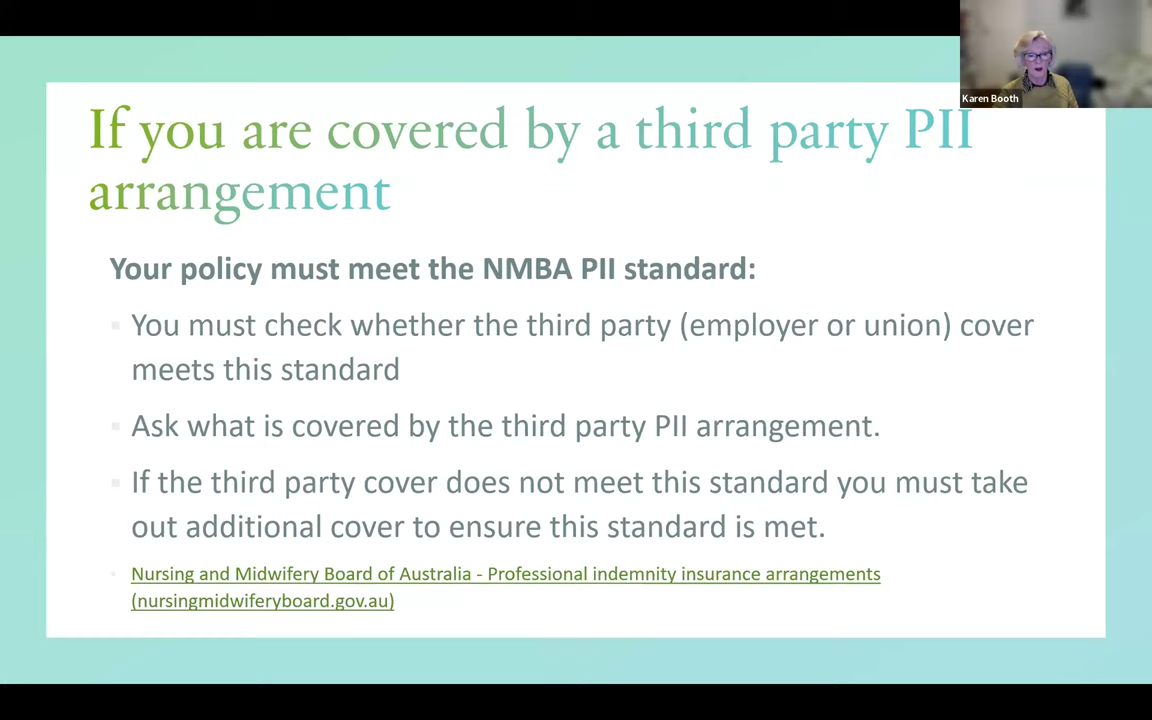 Karen Booth
If you are covered by a third party PII
arrangement
Your policy must meet the NMBA PII standard:
▪ You must check whether the third party (employer or union) cover
meets this standard
▪ Ask what is covered by the third party PII arrangement.
▪ If the third party cover does not meet this standard you must take
out additional cover to ensure this standard is met.
▪ Nursing and Midwifery Board of Australia - Professional indemnity insurance arrangements
(nursingmidwiferyboard.gov.au)